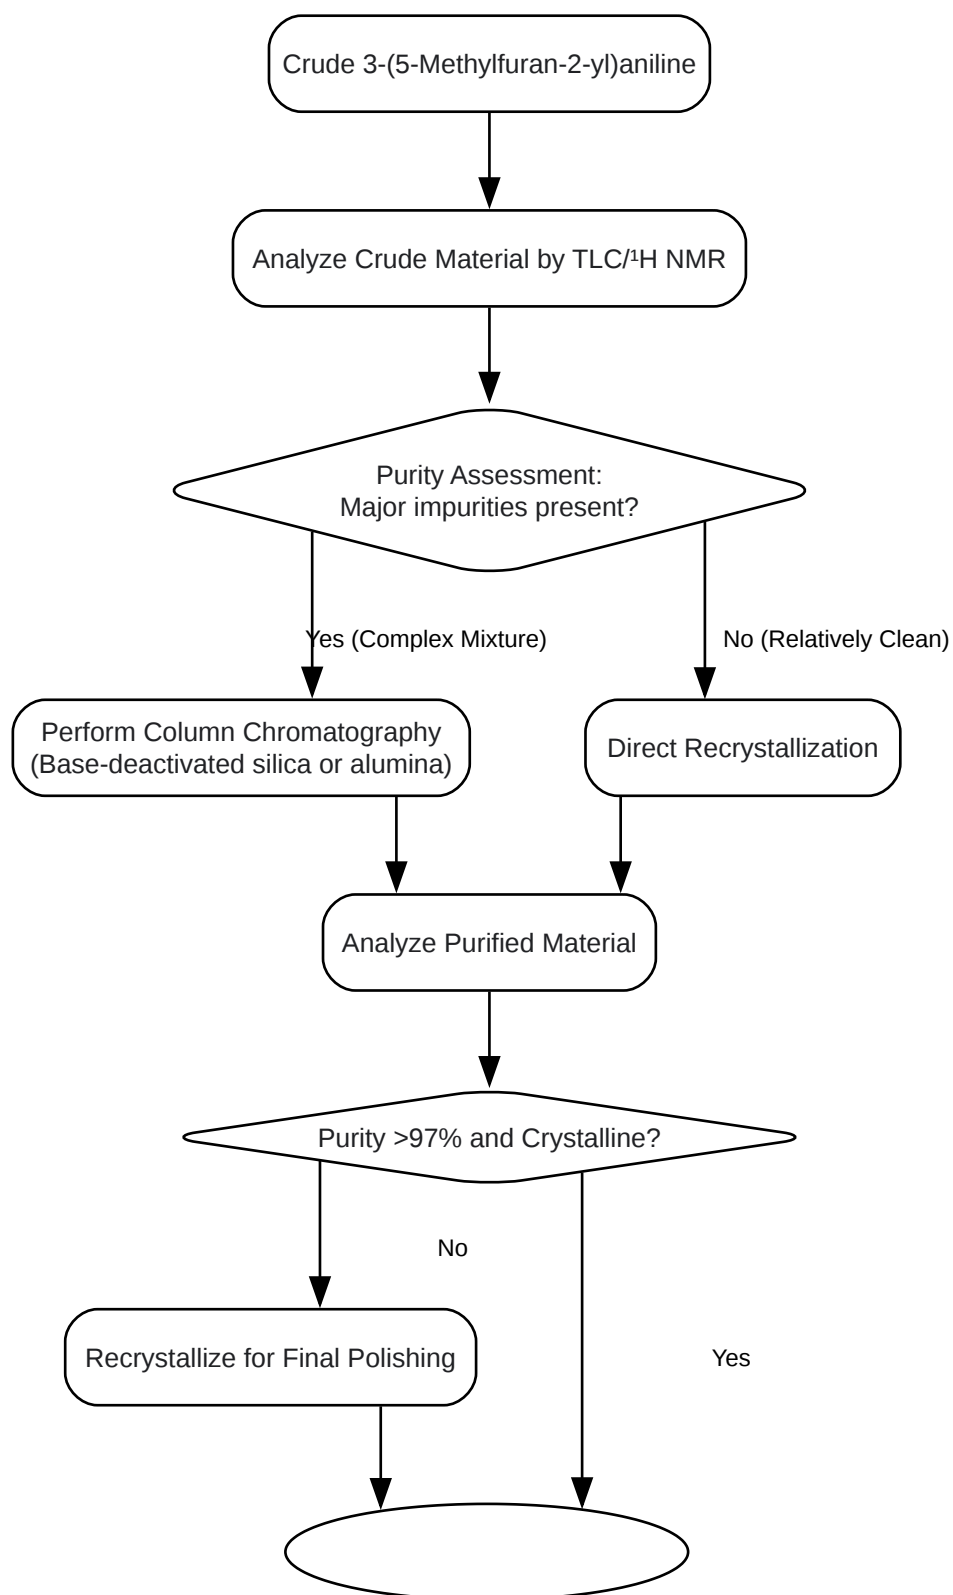 Crude 3-(5-Methylfuran-2-yl)aniline
Analyze Crude Material by TLC/¹H NMR
Purity Assessment:
Major impurities present?
Yes (Complex Mixture)
No (Relatively Clean)
Perform Column Chromatography
(Base-deactivated silica or alumina)
Direct Recrystallization
Analyze Purified Material
Purity >97% and Crystalline?
No
Recrystallize for Final Polishing
Yes